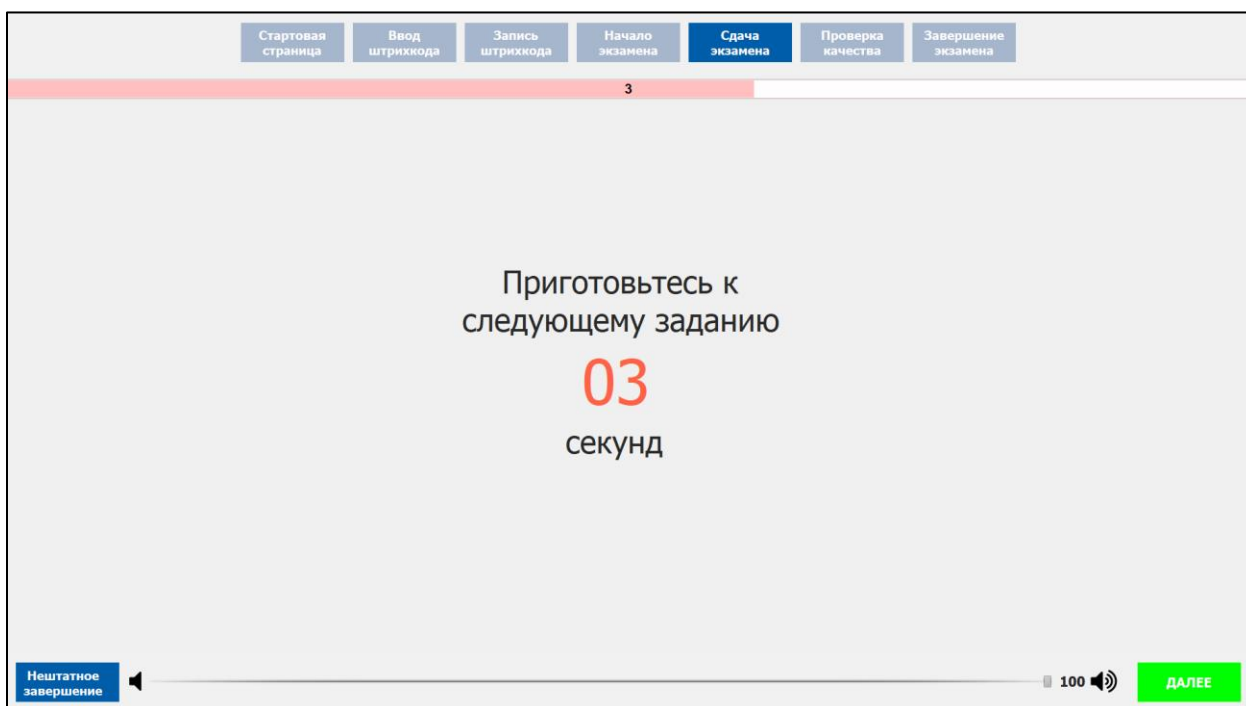 Стартовая
страница
Ввод
штрихкода
Запись
штрихкода
Начало
экзамена
Сдача
экзамена
Проверка
качества
Завершение
экзамена
3
Приготовьтесь к
следующему заданию
03
секунд
Нештатное
завершение
100
ДАЛЕЕ